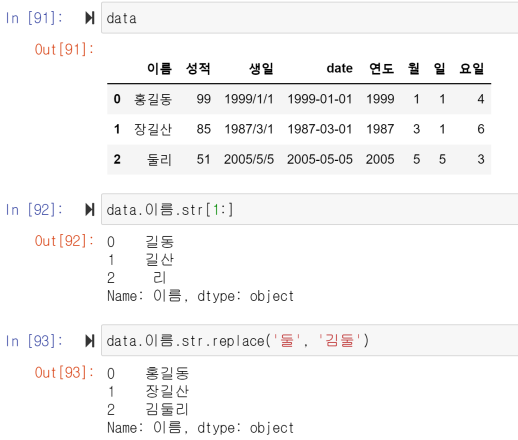 In [91]: data
Out[91]:
이름 성적 생일 date 연도 월 일 요일
0 홍길동 99 1999/1/1 1999-01-01 1999 1 1 4
1 장길산 85 1987/3/1 1987-03-01 1987 3 1 6
2 둘리 51 2005/5/5 2005-05-05 2005 5 5 3
In [92]: data.이름.str[1:]
Out[92]: 0 길동
1 길산
2 리
Name: 이름, dtype: object
In [93]: data.이름.str.replace('둘', '김둘')
Out[93]: 0 홍길동
1 장길산
2 김둘리
Name: 이름, dtype: object